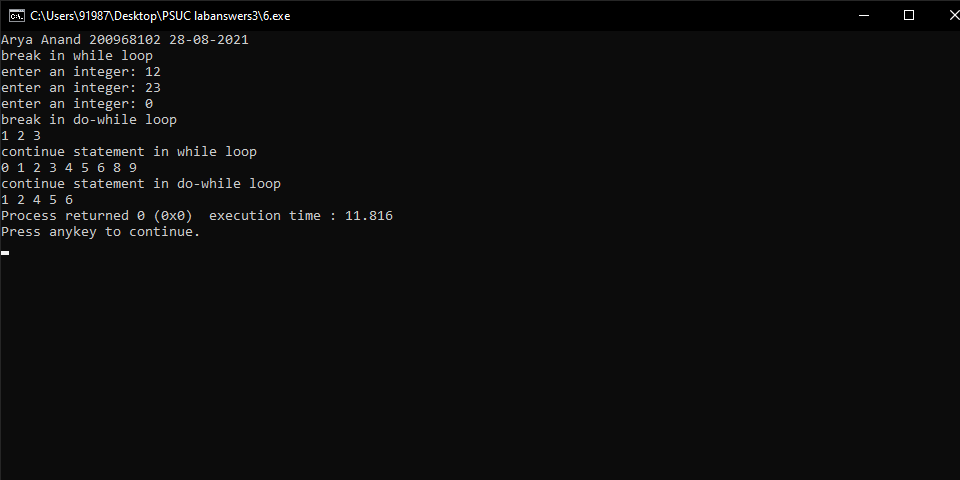 C:\Users\91987\Desktop\PSUC labanswers3\6.exe
Arya Anand 200968102 28-08-2021
break in while loop
enter an integer: 12
enter an integer: 23
enter an integer: 0
break in do-while loop
1 2 3
continue statement in while loop
0 1 2 3 4 5 6 8 9
continue statement in do-while loop
1 2 4 5 6
Process returned 0 (0x0)  execution time : 11.816
Press anykey to continue.